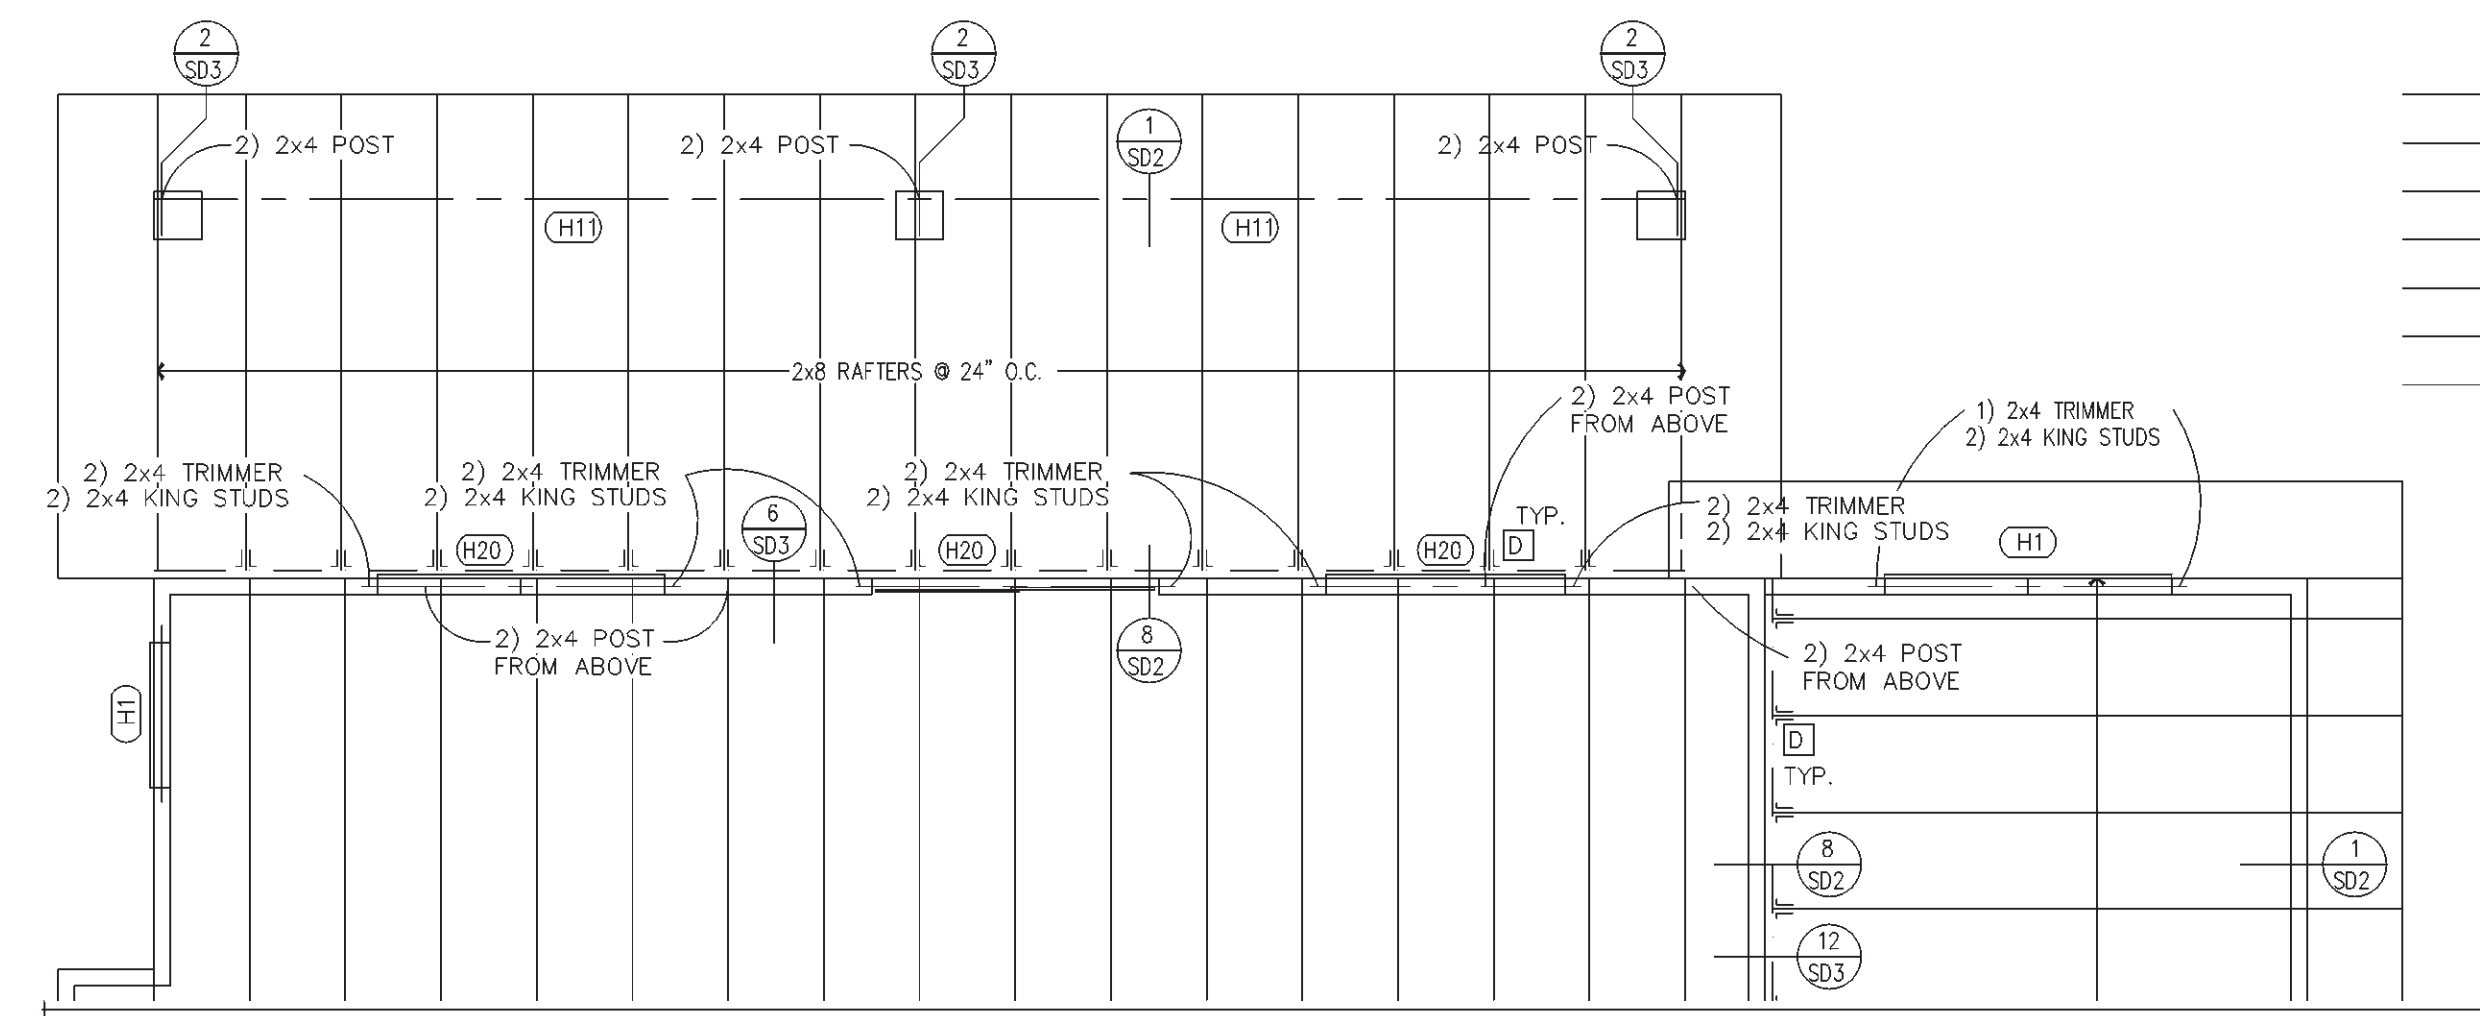 2
SD3
2
SD3
2
SD3
2) 2x4 POST
2) 2x4 POST
1
SD2
2) 2x4 POST
H11
H11
2x8 RAFTERS @ 24" O.C.
2) 2x4 POST
FROM ABOVE
1) 2x4 TRIMMER
2) 2x4 KING STUDS
2) 2x4 TRIMMER
2) 2x4 KING STUDS
2) 2x4 TRIMMER
2) 2x4 KING STUDS
2) 2x4 TRIMMER
2) 2x4 KING STUDS
2) 2x4 TRIMMER
2) 2x4 KING STUDS
6
SD3
TYP.
D
H20
H20
H20
H1
2) 2x4 POST
FROM ABOVE
8
SD2
2) 2x4 POST
FROM ABOVE
H1
D
TYP.
8
SD2
1
SD2
12
SD3